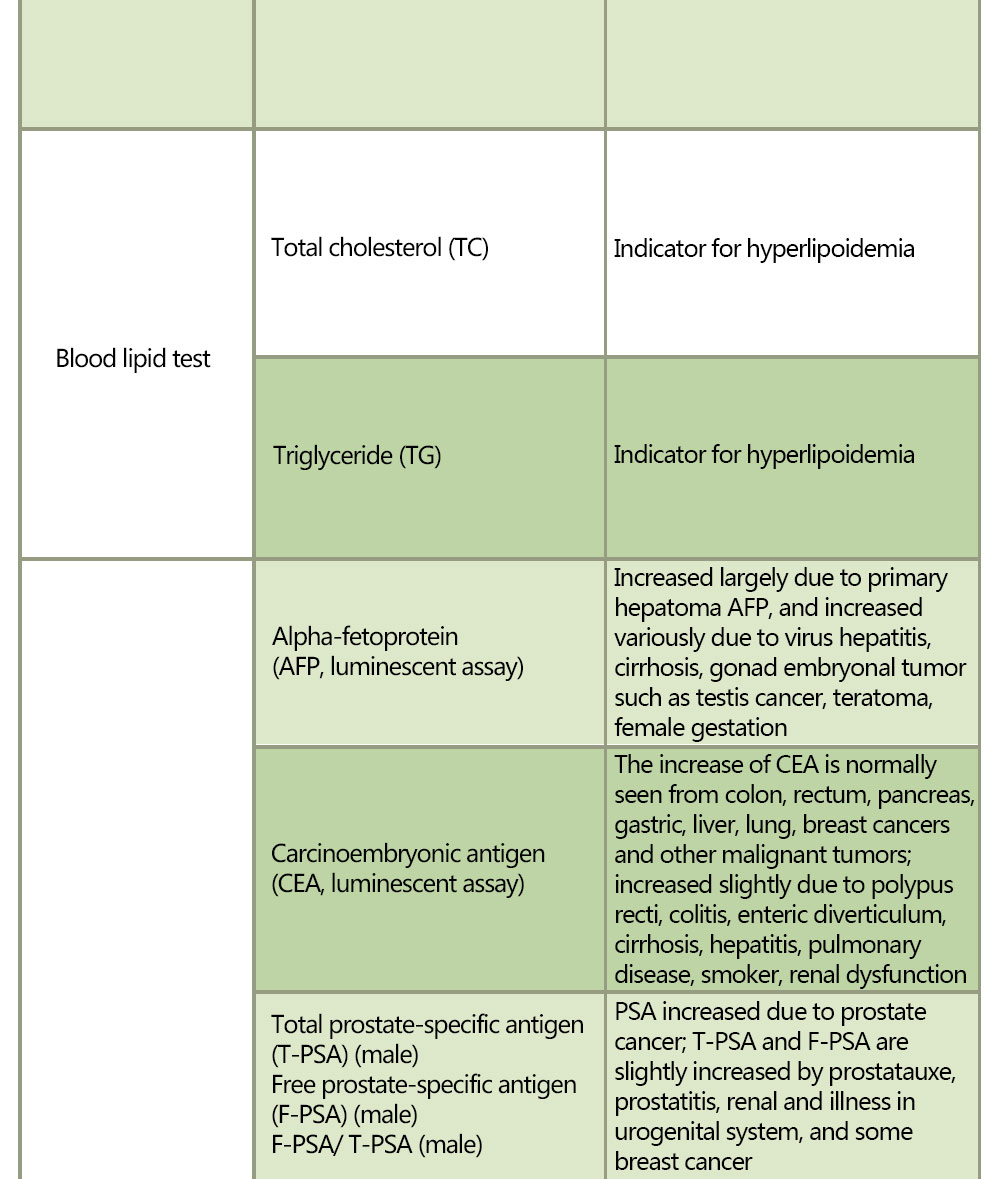 Blood lipid test
Total cholesterol (TC)
Indicator for hyperlipoidemia
Triglyceride (TG)
Indicator for hyperlipoidemia
Alpha-fetoprotein
(AFP, luminescent assay)
Increased largely due to primary
hepatoma AFP, and increased
variously due to virus hepatitis,
cirrhosis, gonad embryonal tumor
such as testis cancer, teratoma,
female gestation
Carcinoembryonic antigen
(CEA, luminescent assay)
The increase of CEA is normally
seen from colon, rectum, pancreas,
gastric, liver, lung, breast cancers
and other malignant tumors;
increased slightly due to polypus
recti, colitis, enteric diverticulum,
cirrhosis, hepatitis, pulmonary
disease, smoker, renal dysfunction
Total prostate-specific antigen
(T-PSA) (male)
Free prostate-specific antigen
(F-PSA) (male)
F-PSA/ T-PSA (male)
PSA increased due to prostate
cancer; T-PSA and F-PSA are
slightly increased by prostatauxe,
prostatitis, renal and illness in
urogenital system, and some
breast cancer